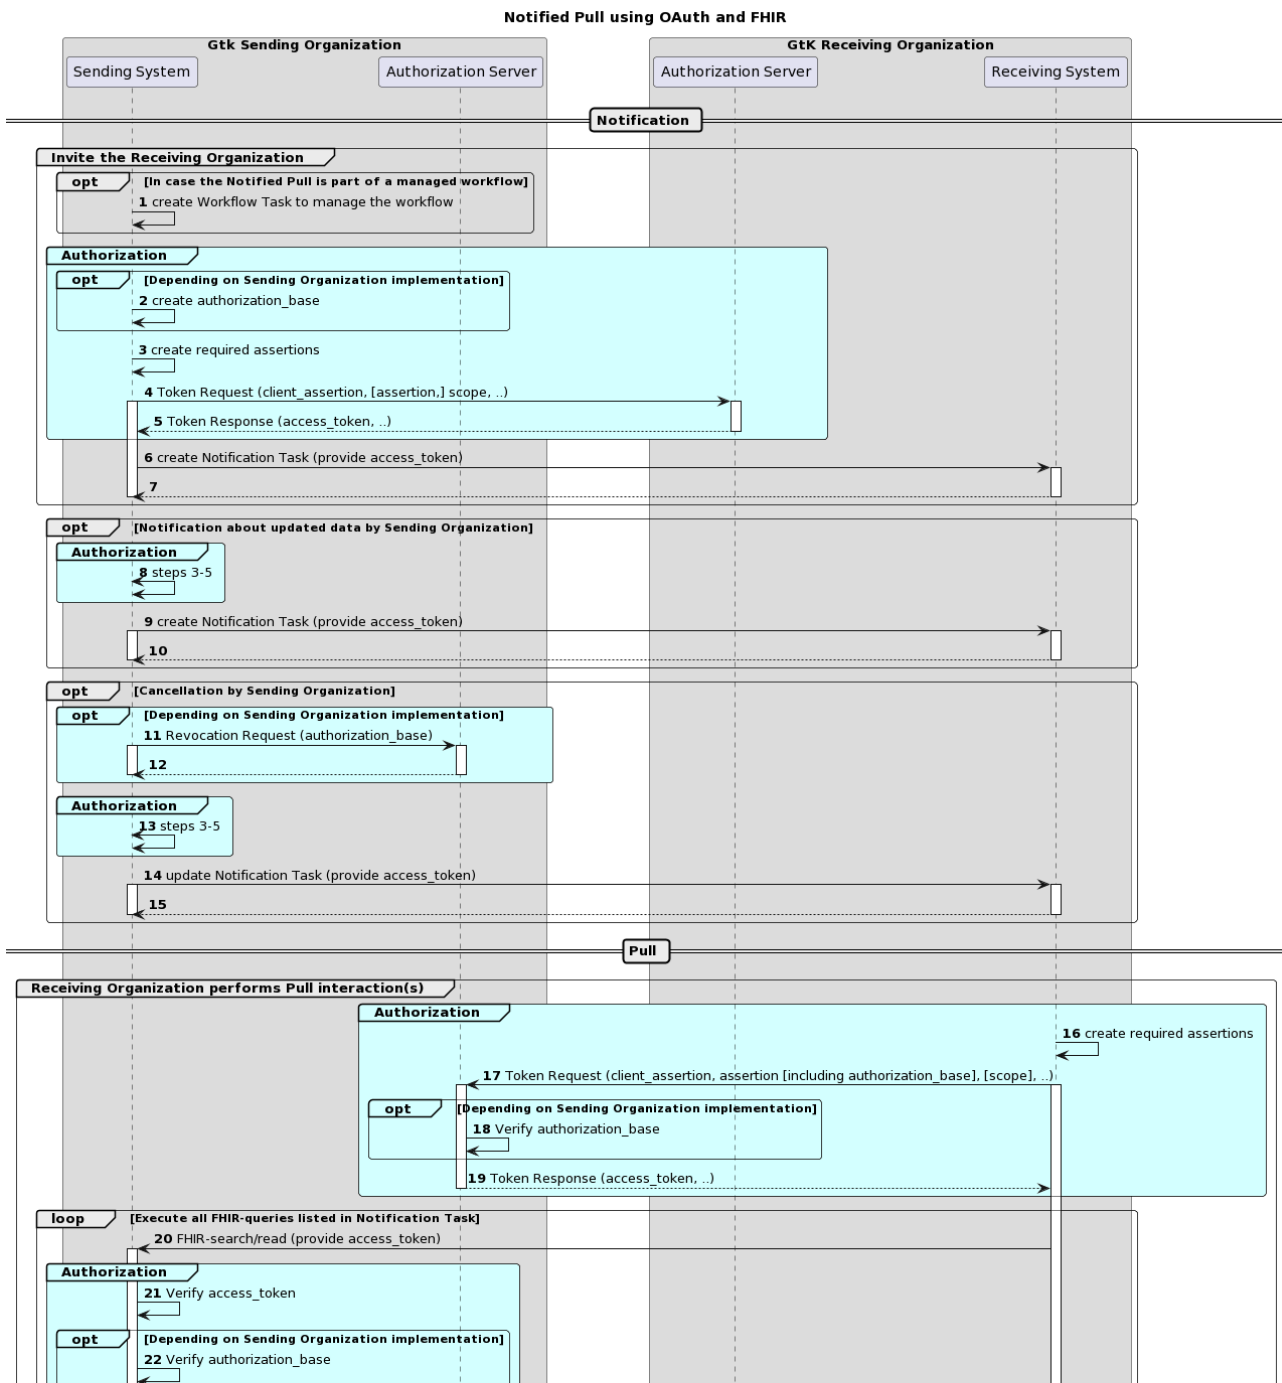 Notified Pull using OAuth and FHIR
Gtk Sending Organization
GtK Receiving Organization
Sending System
Authorization Server
Authorization Server
Receiving System
Notification
Invite the Receiving Organization
opt [In case the Notified Pull is part of a managed workflow]
1 create Workflow Task to manage the workflow
Authorization
opt [Depending on Sending Organization implementation]
2 create authorization_base
3 create required assertions
4 Token Request (client_assertion, [assertion,] scope, ..)
5 Token Response (access_token, ..)
6 create Notification Task (provide access_token)
7
opt [Notification about updated data by Sending Organization]
Authorization
8 steps 3-5
9 create Notification Task (provide access_token)
10
opt [Cancellation by Sending Organization]
opt [Depending on Sending Organization implementation]
11 Revocation Request (authorization_base)
12
Authorization
13 steps 3-5
14 update Notification Task (provide access_token)
15
Pull
Receiving Organization performs Pull interaction(s)
Authorization
16 create required assertions
17 Token Request (client_assertion, assertion [including authorization_base], [scope], ..)
opt [Depending on Sending Organization implementation]
18 Verify authorization_base
19 Token Response (access_token, ..)
loop [Execute all FHIR-queries listed in Notification Task]
20 FHIR-search/read (provide access_token)
Authorization
21 Verify access_token
opt [Depending on Sending Organization implementation]
22 Verify authorization_base